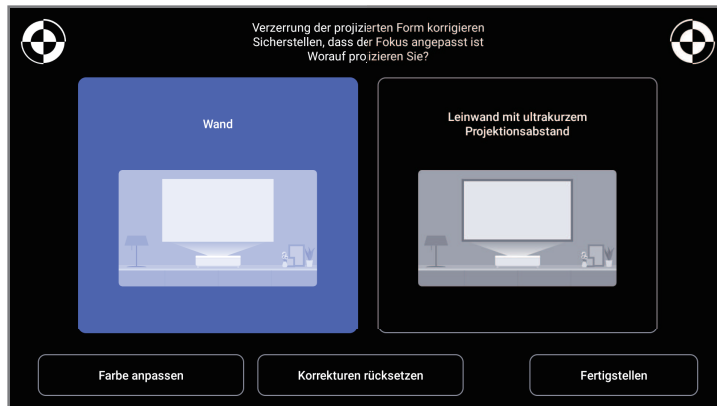 Verzerrung der projizierten Form korrigieren
Sicherstellen, dass der Fokus angepasst ist
Worauf projizieren Sie?
Wand
Leinwand mit ultrakurzem
Projektionsabstand
Farbe anpassen
Korrekturen rücksetzen
Fertigstellen